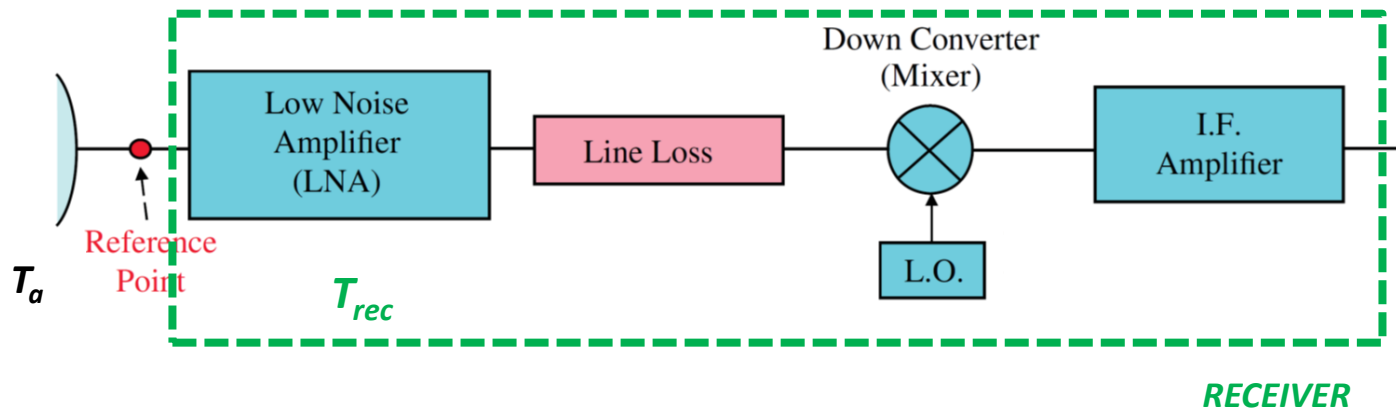 Down Converter
(Mixer)
Low Noise
Amplifier
(LNA)
Line Loss
I.F.
Amplifier
Reference
Point
L.O.
Ta
Trec
RECEIVER